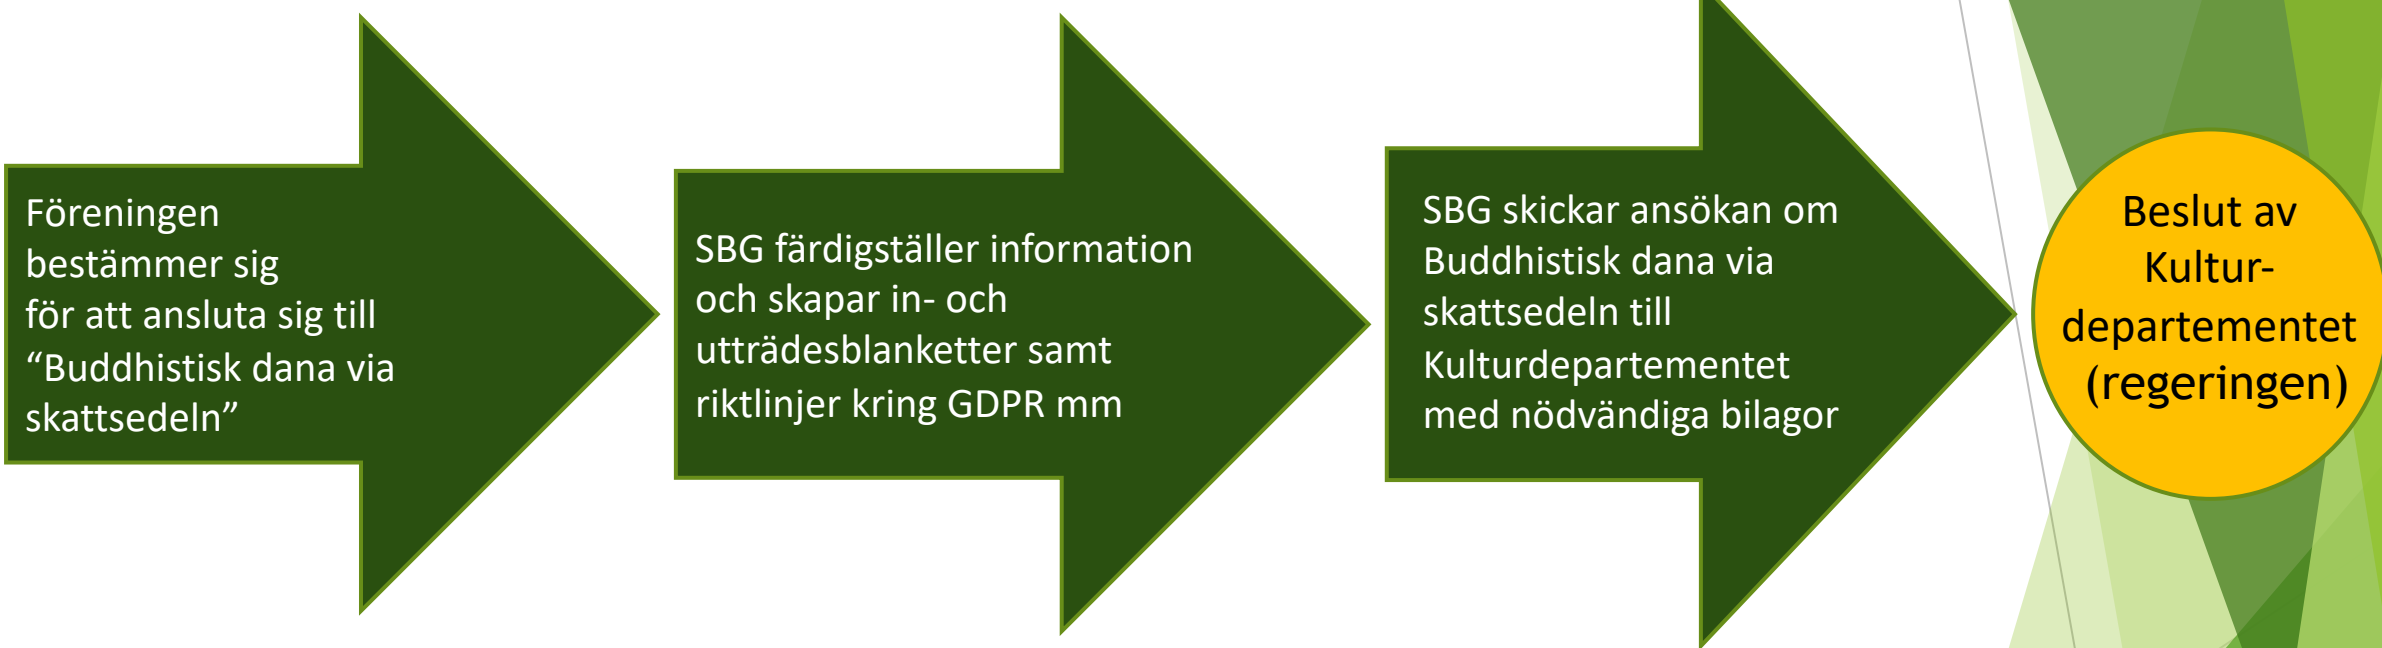 Föreningen
bestämmer sig
för att ansluta sig till
“Buddhistisk dana via
skattsedeln”
SBG färdigställer information
och skapar in- och
utträdesblanketter samt
riktlinjer kring GDPR mm
SBG skickar ansökan om
Buddhistisk dana via
skattsedeln till
Kulturdepartementet
med nödvändiga bilagor
Beslut av
Kultur-
departementet
(regeringen)